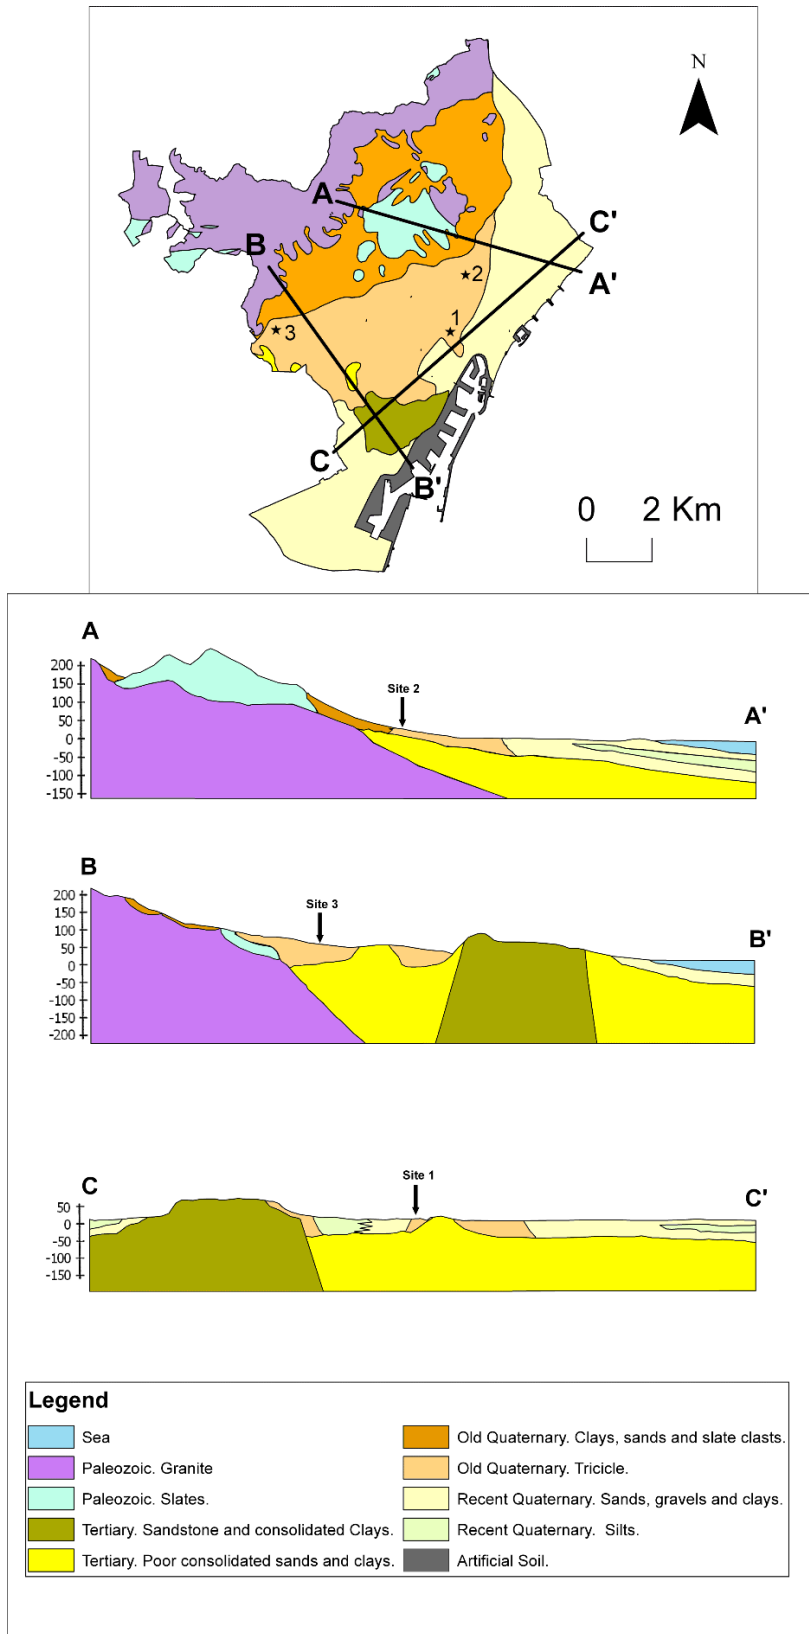 N
A
C'
B
2
A'
1
3
C
B'
0 2 Km
A
200
150
100
50
0
-50
-100
-150
Site 2
A'
B
200
150
100
50
0
-50
-100
-150
-200
Site 3
B'
C
50
0
-50
-100
-150
Site 1
C'
Legend
Sea
Paleozoic. Granite
Paleozoic. Slates.
Tertiary. Sandstone and consolidated Clays.
Tertiary. Poor consolidated sands and clays.
Old Quaternary. Clays, sands and slate clasts.
Old Quaternary. Tricicle.
Recent Quaternary. Sands, gravels and clays.
Recent Quaternary. Silts.
Artificial Soil.